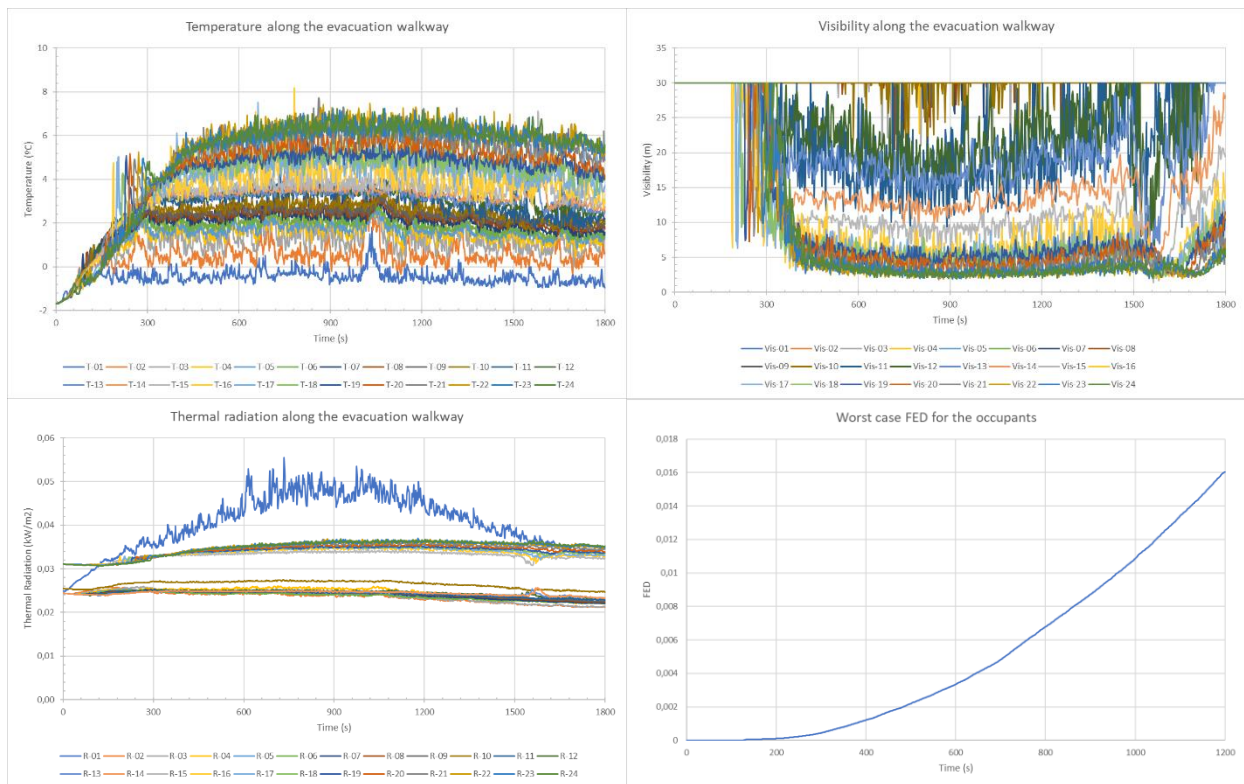 Temperature along the evacuation walkway
10
8
6
4
2
0
-2
Temperature (ºC)
0 300 600 900 1200 1500 1800
Time (s)
T-01 T-02 T-03 T-04 T-05 T-06 T-07 T-08 T-09 T-10 T-11 T-12
T-13 T-14 T-15 T-16 T-17 T-18 T-19 T-20 T-21 T-22 T-23 T-24
Visibility along the evacuation walkway
35
30
25
20
15
10
5
0
Visibility (m)
0 300 600 900 1200 1500 1800
Time (s)
Vis-01 Vis-02 Vis-03 Vis-04 Vis-05 Vis-06 Vis-07 Vis-08
Vis-09 Vis-10 Vis-11 Vis-12 Vis-13 Vis-14 Vis-15 Vis-16
Vis-17 Vis-18 Vis-19 Vis-20 Vis-21 Vis-22 Vis-23 Vis-24
Thermal radiation along the evacuation walkway
0,06
0,05
0,04
0,03
0,02
0,01
0,00
Thermal Radiation (kW/m2)
0 300 600 900 1200 1500 1800
Time (s)
R-01 R-02 R-03 R-04 R-05 R-06 R-07 R-08 R-09 R-10 R-11 R-12
R-13 R-14 R-15 R-16 R-17 R-18 R-19 R-20 R-21 R-22 R-23 R-24
Worst case FED for the occupants
0,018
0,016
0,014
0,012
0,01
0,008
0,006
0,004
0,002
0
FED
0 200 400 600 800 1000 1200
Time (s)